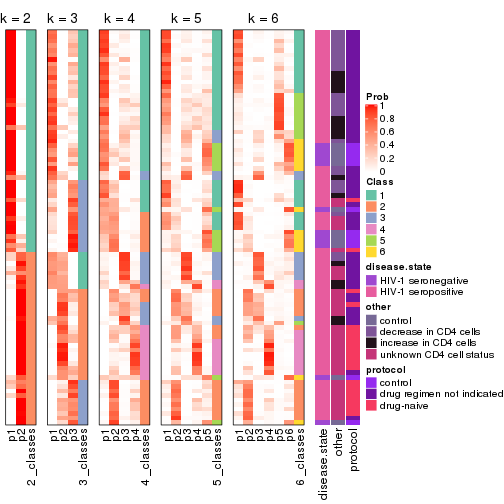 k = 2
k = 3
k = 4
k = 5
k = 6
p1
p2
2_classes
p1
p2
p3
3_classes
p1
p2
p3
p4
4_classes
p1
p2
p3
p4
p5
5_classes
p1
p2
p3
p4
p5
p6
6_classes
disease.state
other
protocol
Prob
1
0.8
0.6
0.4
0.2
0
Class
1
2
3
4
5
6
disease.state
HIV-1 seronegative
HIV-1 seropositive
other
control
decrease in CD4 cells
increase in CD4 cells
unknown CD4 cell status
protocol
control
drug regimen not indicated
drug-naive